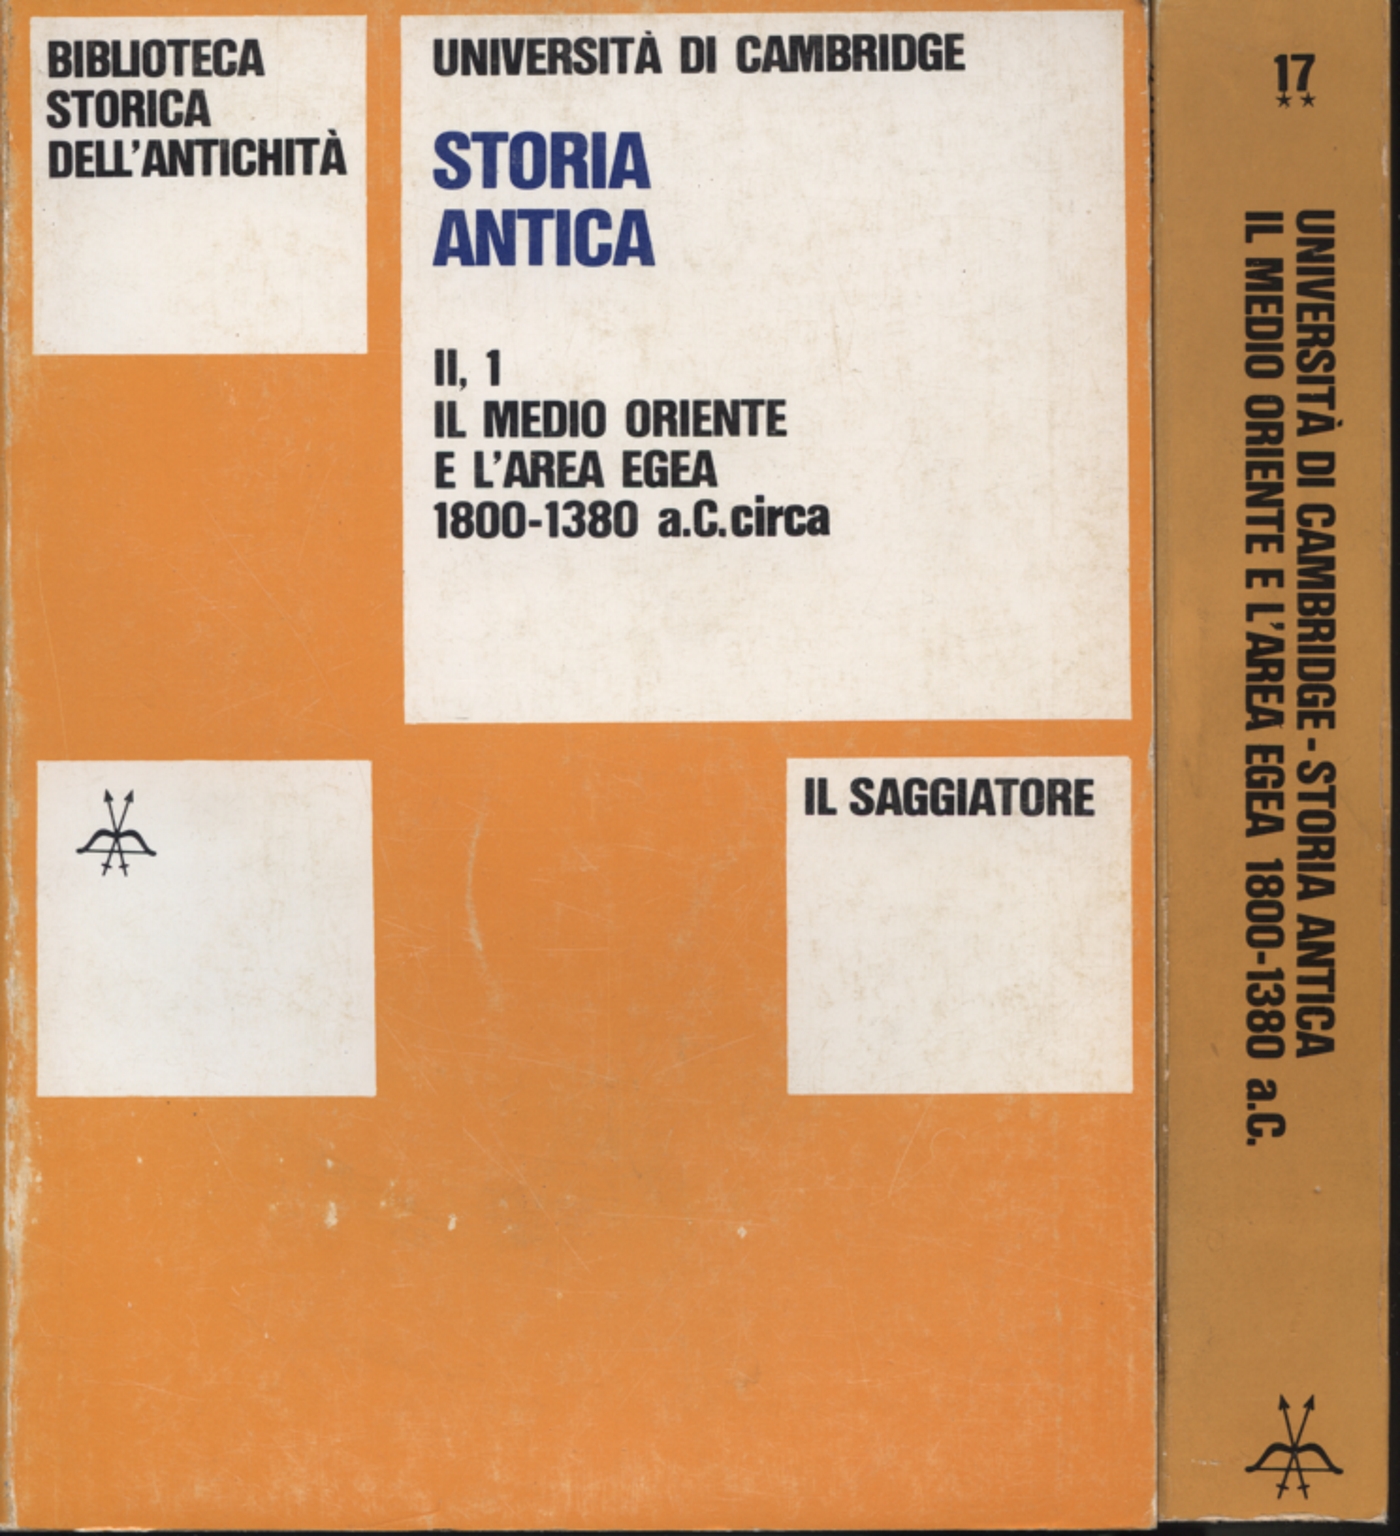 BIBLIOTECA
STORICA
DELL'ANTICHITÀ
UNIVERSITÀ DI CAMBRIDGE
STORIA
ANTICA
II, 1
IL MEDIO ORIENTE
E L'AREA EGEA
1800-1380 a.C.circa
IL SAGGIATORE
17
**
UNIVERSITÀ DI CAMBRIDGE-STORIA ANTICA
IL MEDIO ORIENTE E L'AREA EGEA 1800-1380 a.C.